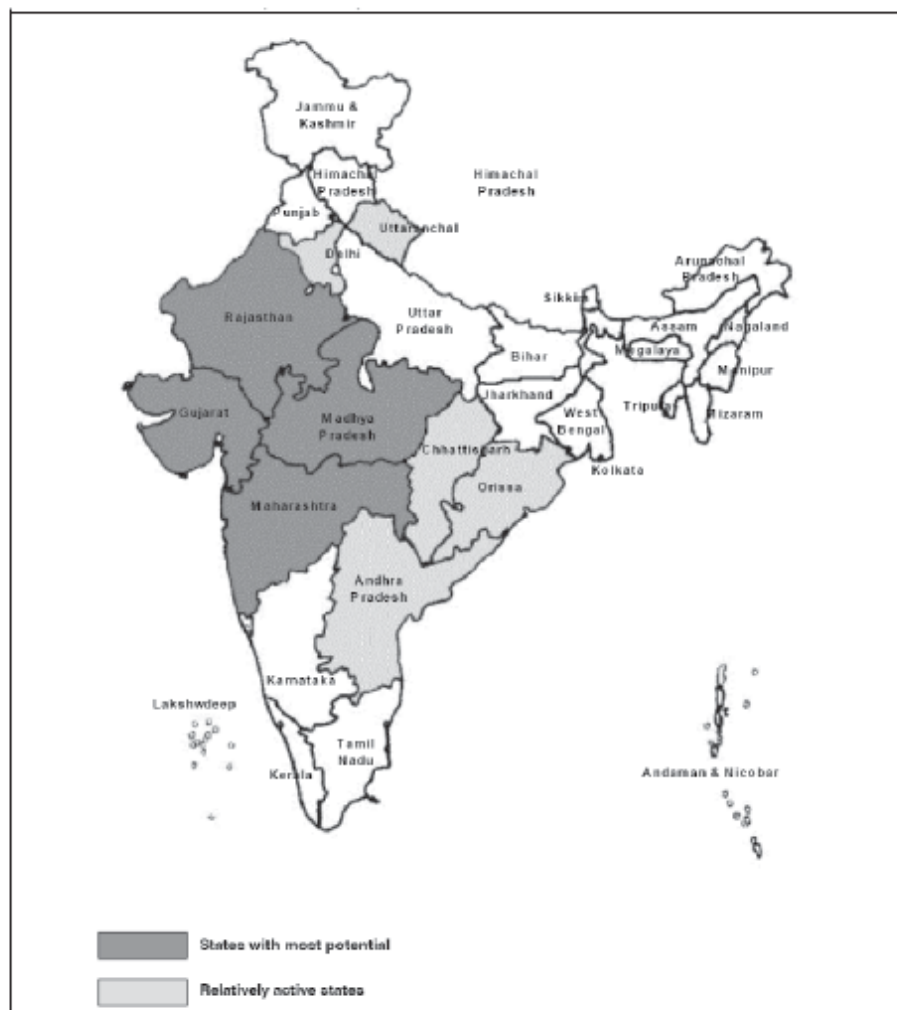 Jammu &
Kashmir
Himachal
Pradesh
Himachal
Pradesh
Punjab
Uttaranchal
Delhi
Arunachal
Pradesh
Sikkim
Rajasthan
Uttar
Pradesh
Assam
Nagaland
Bihar
Megalaya
Manipur
Gujarat
Madhya
Pradesh
Jharkhand
West
Bengal
Tripura
Mizaram
Chhattisgarh
Kolkata
Orissa
Maharashtra
Andhra
Pradesh
Karnataka
Lakshwdeep
Tamil
Nadu
Kerala
Andaman & Nicobar
States with most potential
Relatively active states